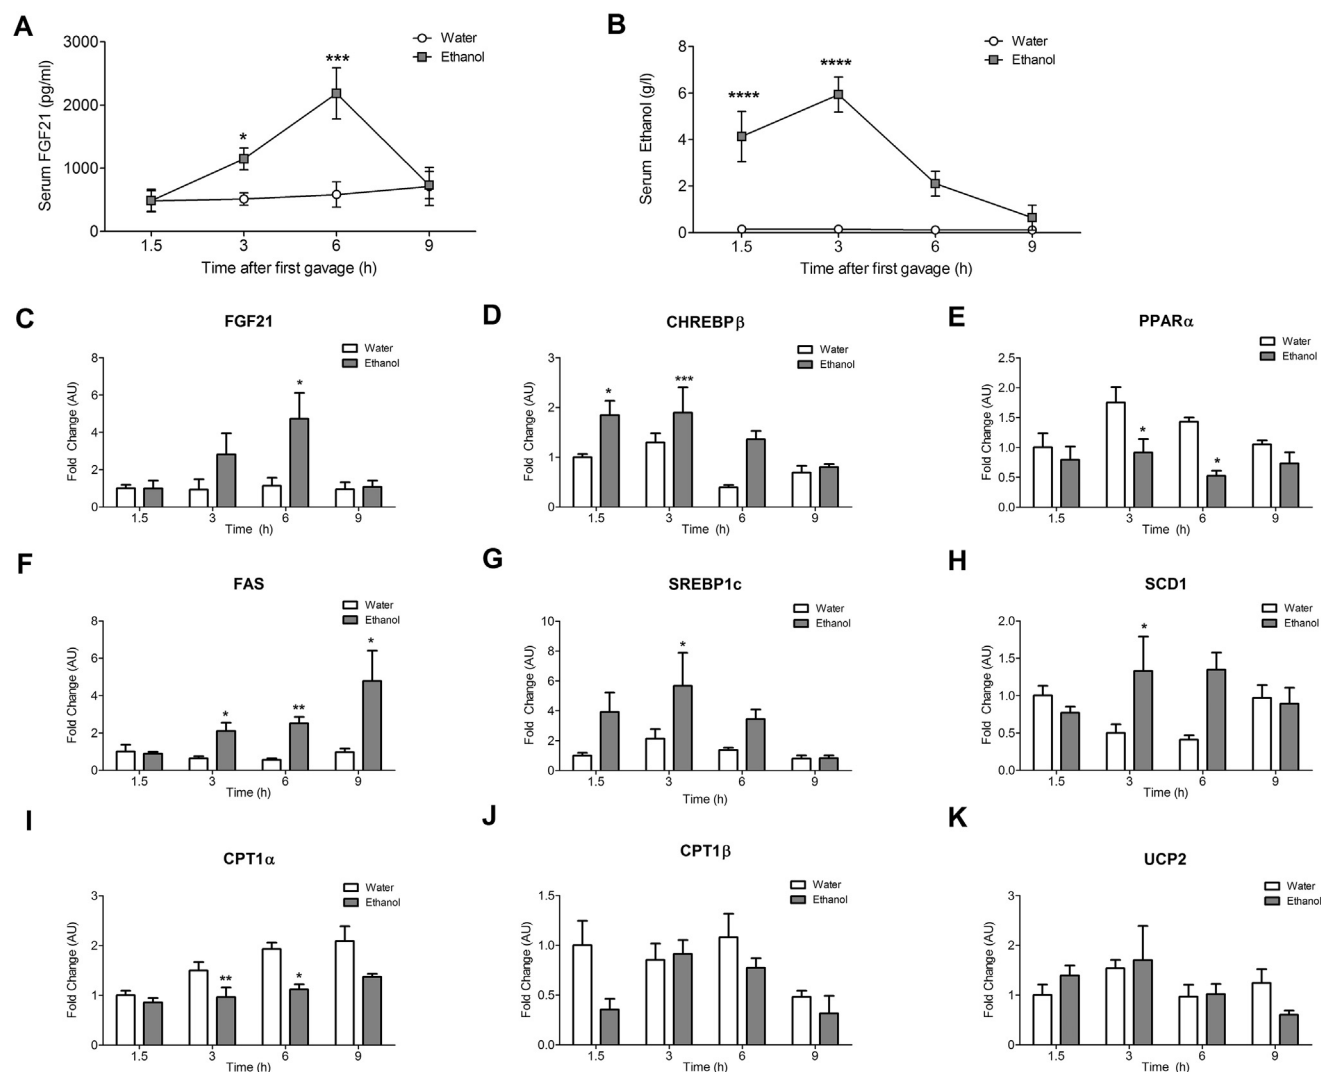 A
Water
Ethanol
Serum FGF21 (pg/ml)
3000
2000
1000
0
*
***
1.5 3 6 9
Time after first gavage (h)
B
Water
Ethanol
Serum Ethanol (g/l)
8
6
4
2
0
****
****
1.5 3 6 9
Time after first gavage (h)
C
FGF21
Water
Ethanol
Fold Change (AU)
8
6
4
2
0
*
1.5 3 6 9
Time (h)
D
CHREBPβ
Water
Ethanol
Fold Change (AU)
3
2
1
0
* ***
1.5 3 6 9
Time (h)
E
PPARα
Water
Ethanol
Fold Change (AU)
2.5
2.0
1.5
1.0
0.5
0.0
* *
1.5 3 6 9
Time (h)
F
FAS
Water
Ethanol
Fold Change (AU)
8
6
4
2
0
* ** *
1.5 3 6 9
Time (h)
G
SREBP1c
Water
Ethanol
Fold Change (AU)
10
8
6
4
2
0
*
1.5 3 6 9
Time (h)
H
SCD1
Water
Ethanol
Fold Change (AU)
2.0
1.5
1.0
0.5
0.0
*
1.5 3 6 9
Time (h)
I
CPT1α
Water
Ethanol
Fold Change (AU)
3
2
1
0
** *
1.5 3 6 9
Time (h)
J
CPT1β
Water
Ethanol
Fold Change (AU)
1.5
1.0
0.5
0.0
1.5 3 6 9
Time (h)
K
UCP2
Water
Ethanol
Fold Change (AU)
3
2
1
0
1.5 3 6 9
Time (h)